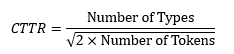 CTTR = Number of Types / √2 × Number of Tokens